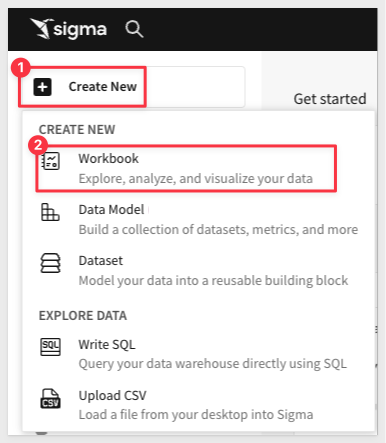 sigma
1
Create New
Get started
CREATE NEW
2
Workbook
Explore, analyze, and visualize your data
Data Model
Build a collection of datasets, metrics, and more
Dataset
Model your data into a reusable building block
EXPLORE DATA
SQL
Write SQL
Query your data warehouse directly using SQL
CSV
Upload CSV
Load a file from your desktop into Sigma